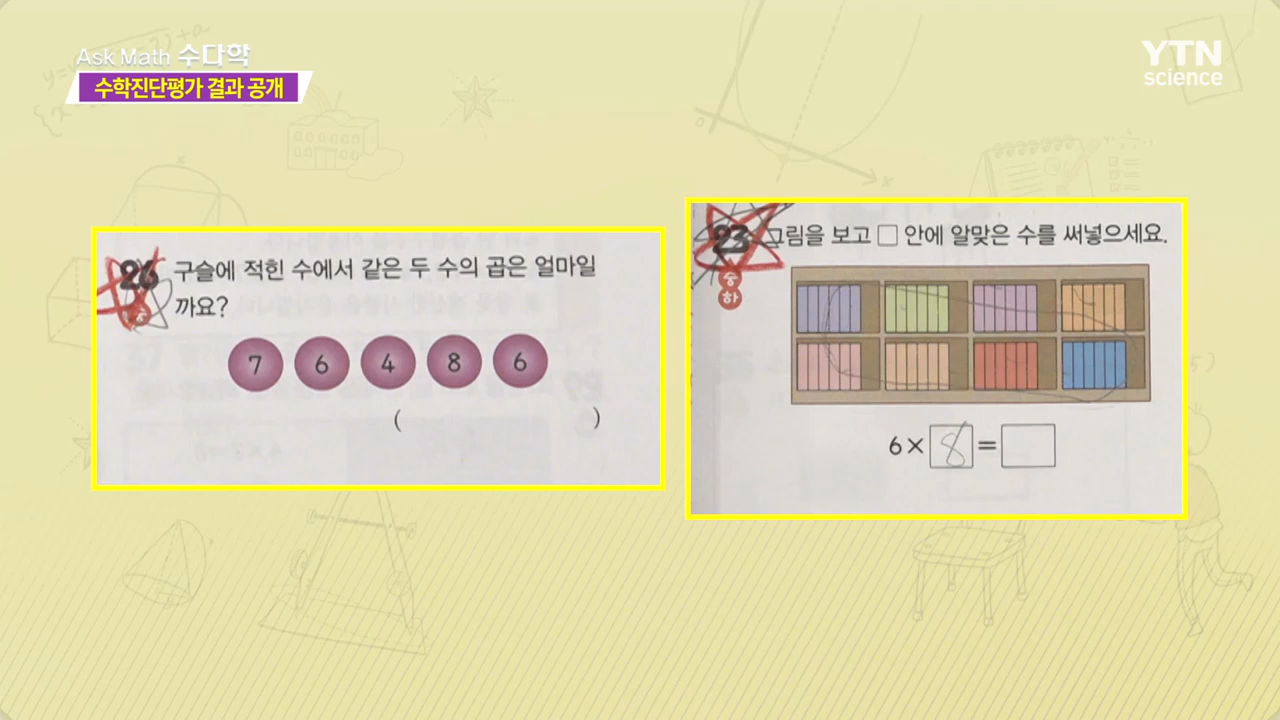 Ask Math 수다학
수학진단평가 결과 공개
YTN
science
26 구슬에 적힌 수에서 같은 두 수의 곱은 얼마일
까요?
7 6 4 8 6
( )
23 그림을 보고 □ 안에 알맞은 수를 써넣으세요.
중
하
6 × 8 = □